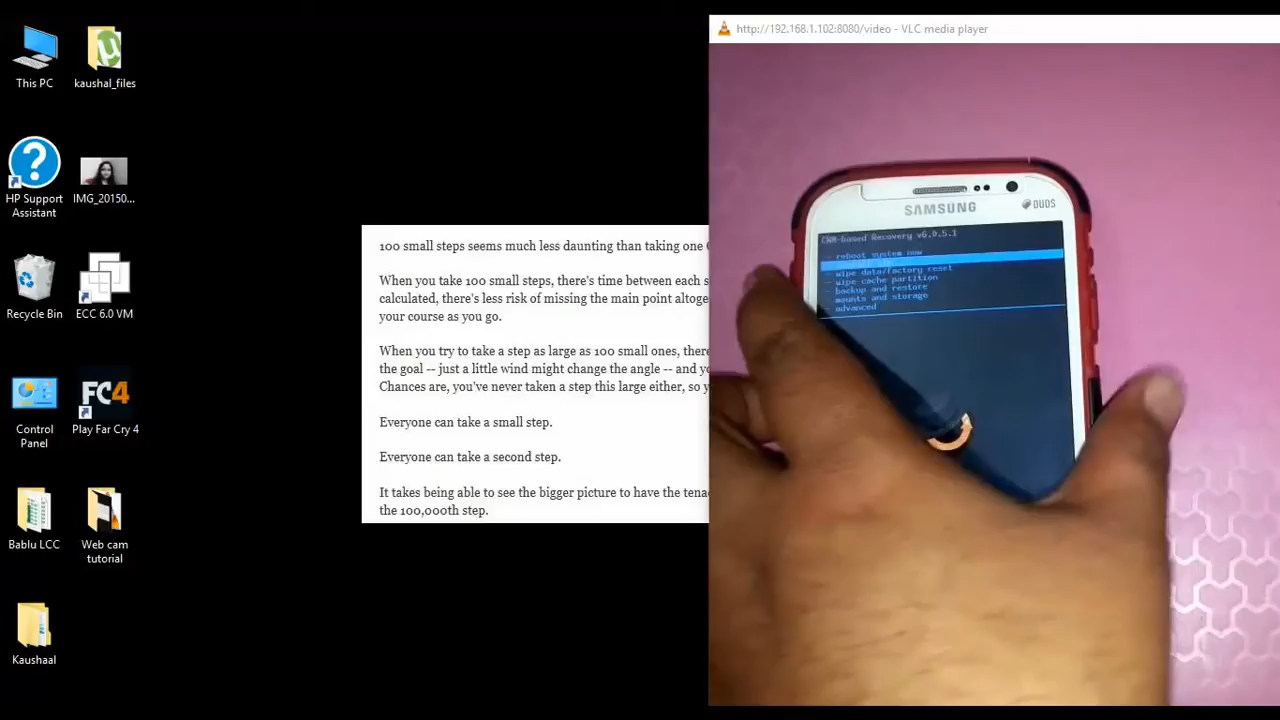 This PC
kaushal_files
HP Support
Assistant
IMG_20150...
Recycle Bin
ECC 6.0 VM
Control
Panel
FC4
Play Far Cry 4
Bablu LCC
Web cam
tutorial
Kaushaal
100 small steps seems much less daunting than taking one
When you take 100 small steps, there's time between each
calculated, there's less risk of missing the main point
your course as you go.
When you try to take a step as large as 100 small ones,
the goal -- just a little wind might change the angle -- and
Chances are, you've never taken a step this large either, so
Everyone can take a small step.
Everyone can take a second step.
It takes being able to see the bigger picture to have the
the 100,000th step.
http://192.168.1.102:8080/video - VLC media player
SAMSUNG
DUOS
CWM-based Recovery v6.0.5.1
- reboot system now
- wipe data/factory reset
- wipe cache partition
- backup and restore
- mounts and storage
- advanced